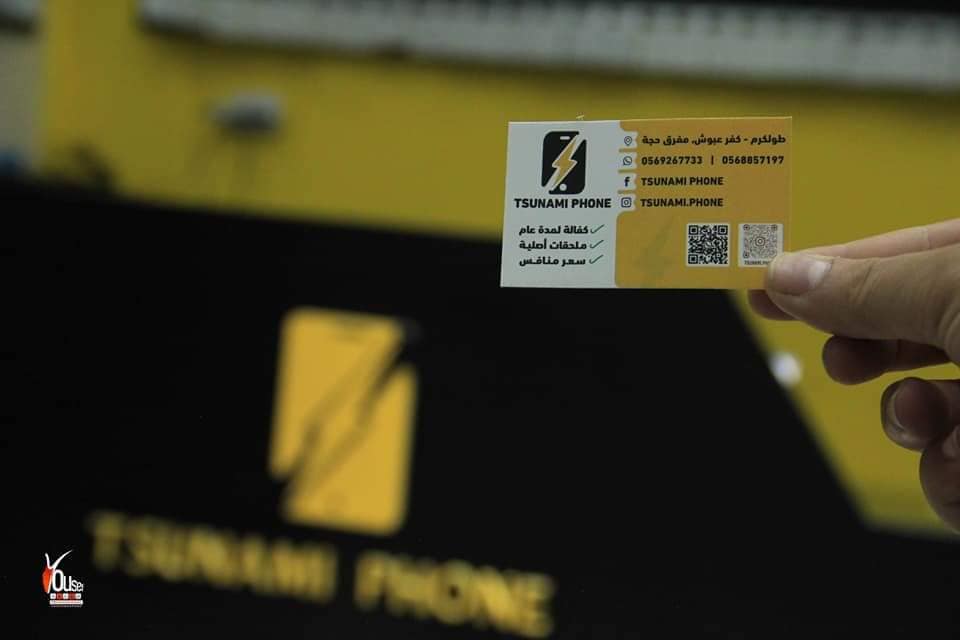 TSUNAMI PHONE
كفالة لمدة عام
ملحقات أصلية
سعر منافس
طولكرم - كفر عبوش، مفرق حجة
0569267733 | 0568857197
TSUNAMI PHONE
TSUNAMI.PHONE
TSUNAMI PHONE
Youser